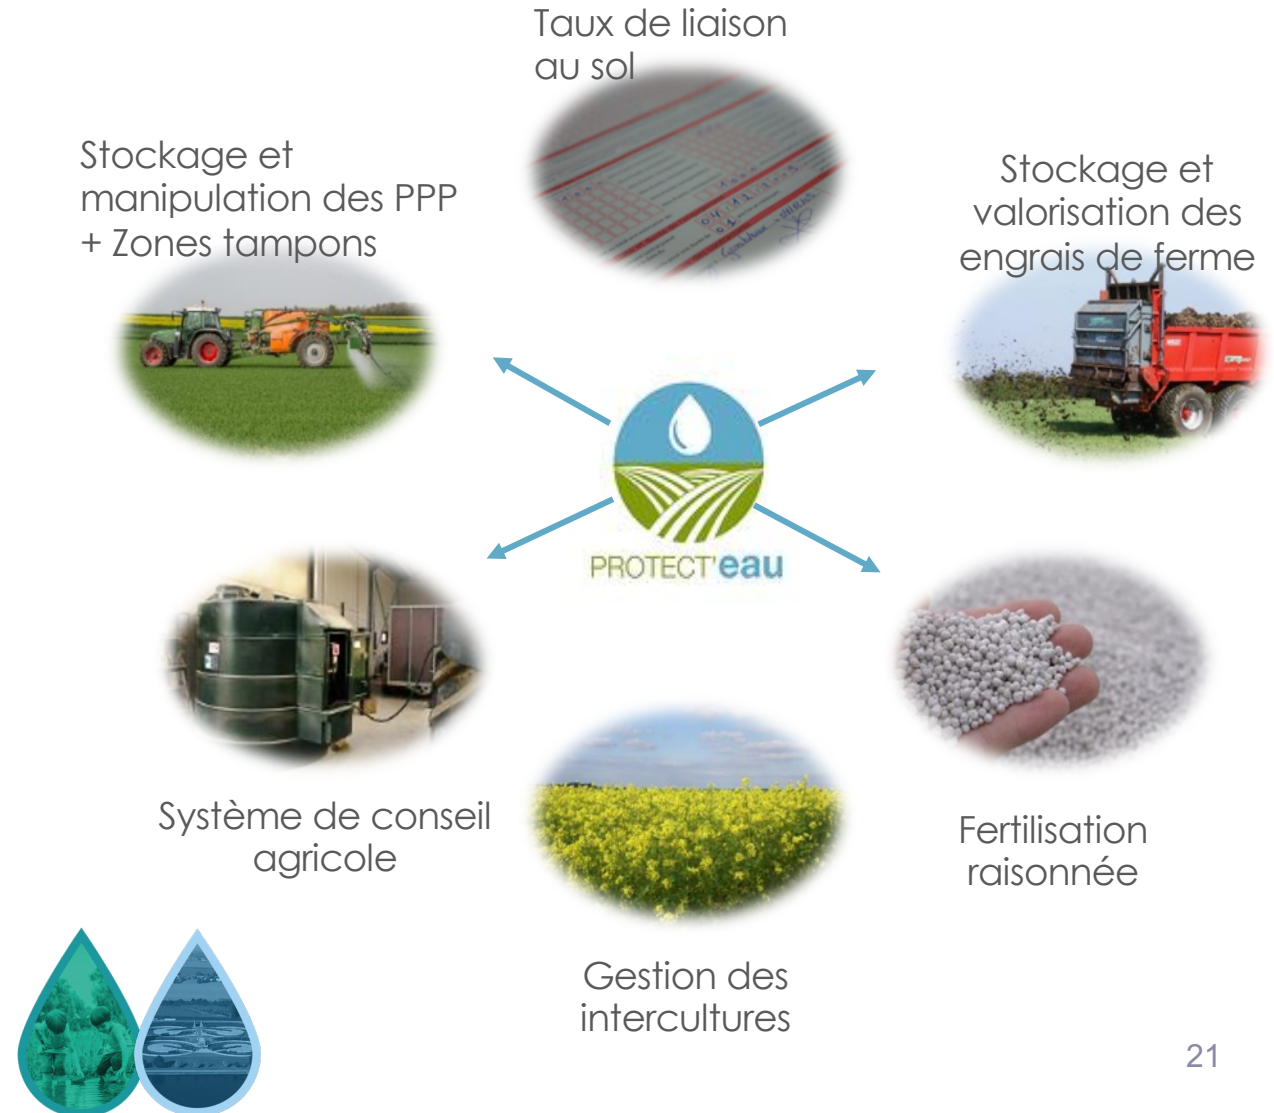 Taux de liaison
au sol
Stockage et
manipulation des PPP
+ Zones tampons
Stockage et
valorisation des
engrais de ferme
PROTECT'eau
Système de conseil
agricole
Fertilisation
raisonnée
Gestion des
intercultures
21